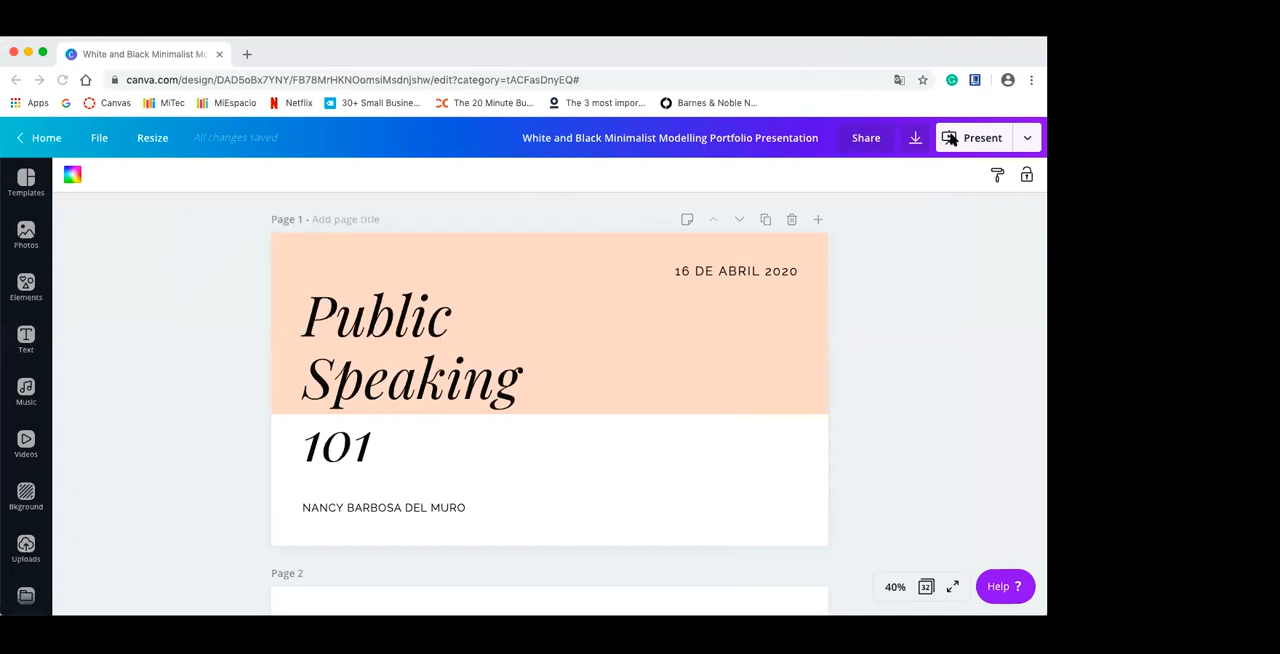 White and Black Minimalist Mo
canva.com/design/DAD5oBx7YNY/FB78MrHKNOomsiMsdnjshw/edit?category=tACFasDnyEQ#
Apps G Canvas MiTec MiEspacio Netflix 30+ Small Busine... The 20 Minute Bu... The 3 most impor... Barnes & Noble N...
Home File Resize All changes saved White and Black Minimalist Modelling Portfolio Presentation Share Present
Templates
Photos
Elements
Text
Music
Videos
Bkground
Uploads
Page 1 - Add page title
16 DE ABRIL 2020
Public
Speaking
101
NANCY BARBOSA DEL MURO
Page 2
40% 32 Help ?